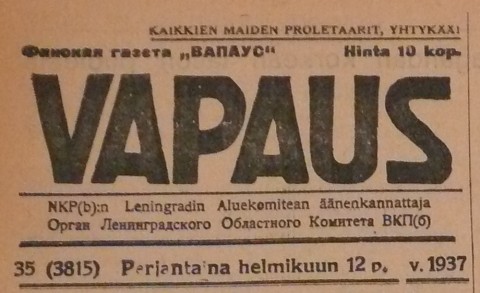 KAIKKIEN MAIDEN PROLETAARIT, YHTYKÄÄ!
Финская газета „ВАПАУС“ Hinta 10 kop.
VAPAUS
NKP(b):n Leningradin Aluekomitean äänenkannattaja
Орган Ленинградского Областного Комитета ВКП(б)
35 (3815) Perjantaina helmikuun 12 p. v. 1937